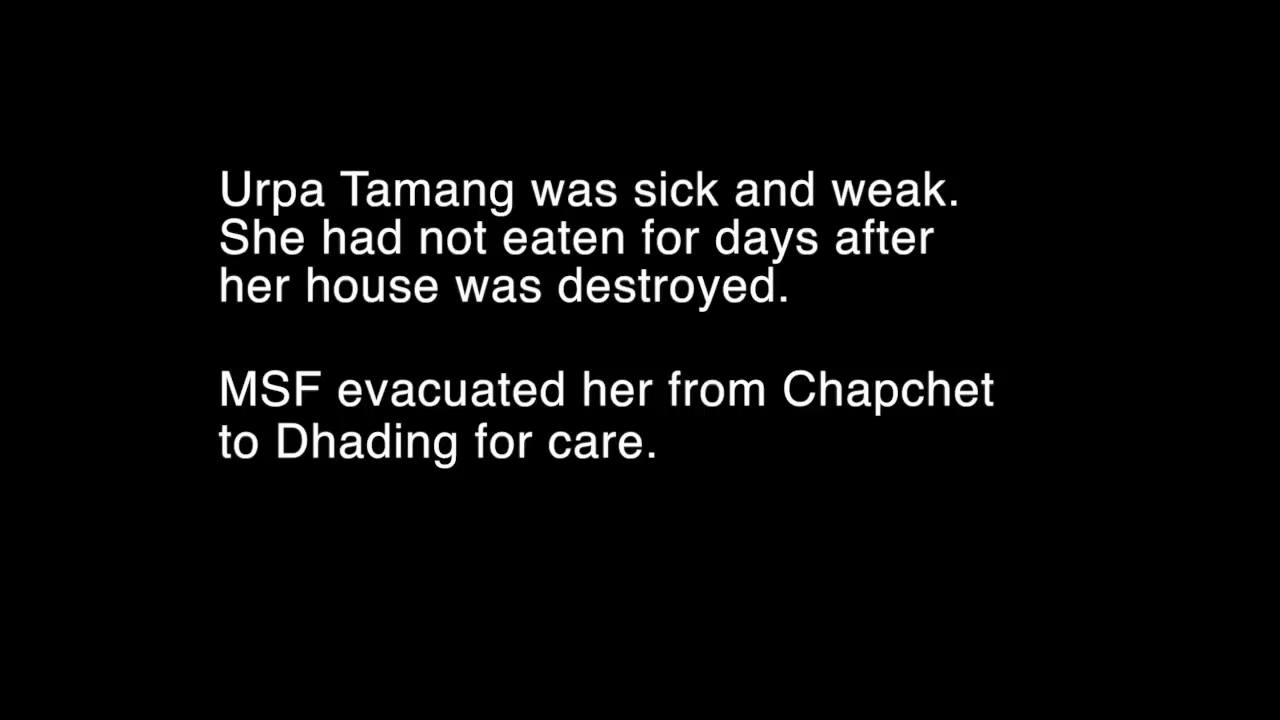 Urpa Tamang was sick and weak.
She had not eaten for days after
her house was destroyed.
MSF evacuated her from Chapchet
to Dhading for care.